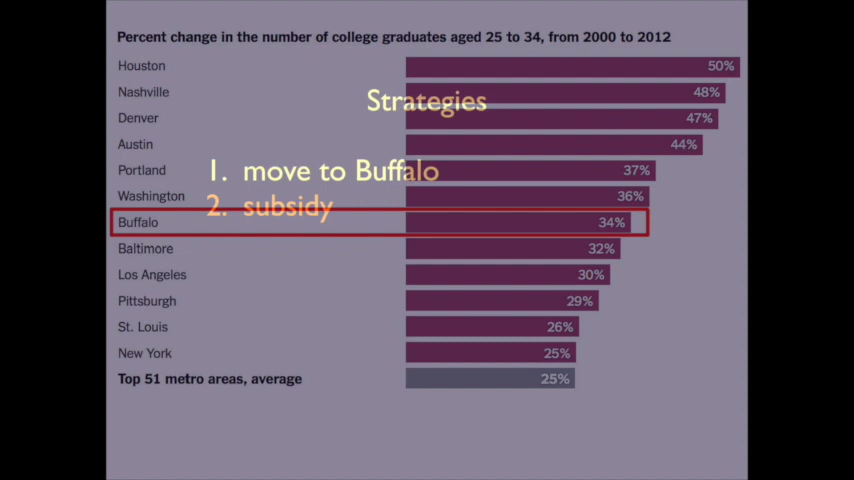 Percent change in the number of college graduates aged 25 to 34, from 2000 to 2012
Houston 50%
Nashville 48%
Strategies
Denver 47%
Austin 44%
Portland 37%
1. move to Buffalo
Washington 36%
2. subsidy
Buffalo 34%
Baltimore 32%
Los Angeles 30%
Pittsburgh 29%
St. Louis 26%
New York 25%
Top 51 metro areas, average 25%